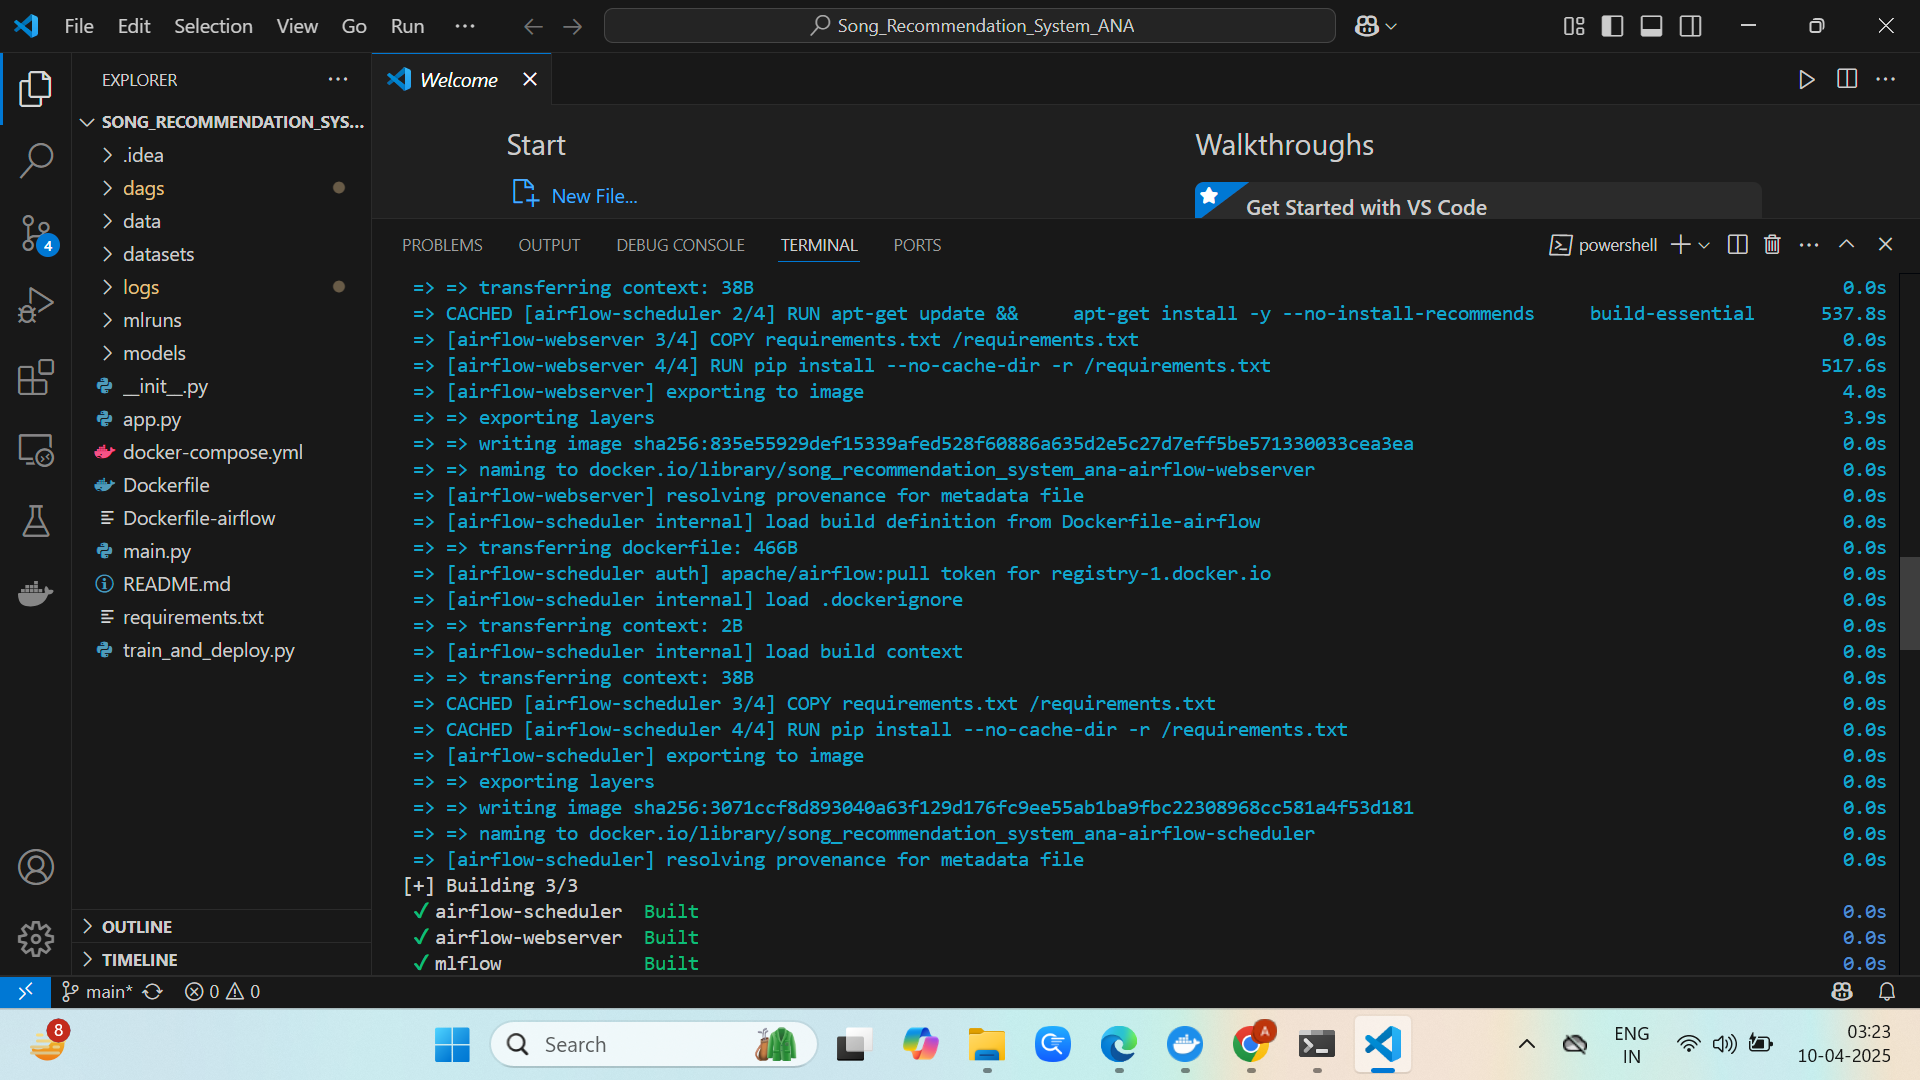 File Edit Selection View Go Run ···
Song_Recommendation_System_ANA
EXPLORER
SONG_RECOMMENDATION_SYS...
.idea
dags
data
datasets
logs
mlruns
models
__init__.py
app.py
docker-compose.yml
Dockerfile
Dockerfile-airflow
main.py
README.md
requirements.txt
train_and_deploy.py
OUTLINE
TIMELINE
4
Welcome
Start
New File...
Walkthroughs
Get Started with VS Code
PROBLEMS OUTPUT DEBUG CONSOLE TERMINAL PORTS
powershell
=> => transferring context: 38B 0.0s
=> CACHED [airflow-scheduler 2/4] RUN apt-get update && apt-get install -y --no-install-recommends build-essential 537.8s
=> [airflow-webserver 3/4] COPY requirements.txt /requirements.txt 0.0s
=> [airflow-webserver 4/4] RUN pip install --no-cache-dir -r /requirements.txt 517.6s
=> [airflow-webserver] exporting to image 4.0s
=> => exporting layers 3.9s
=> => writing image sha256:835e55929def15339afed528f60886a635d2e5c27d7eff5be571330033cea3ea 0.0s
=> => naming to docker.io/library/song_recommendation_system_ana-airflow-webserver 0.0s
=> [airflow-webserver] resolving provenance for metadata file 0.0s
=> [airflow-scheduler internal] load build definition from Dockerfile-airflow 0.0s
=> => transferring dockerfile: 466B 0.0s
=> [airflow-scheduler auth] apache/airflow:pull token for registry-1.docker.io 0.0s
=> [airflow-scheduler internal] load .dockerignore 0.0s
=> => transferring context: 2B 0.0s
=> [airflow-scheduler internal] load build context 0.0s
=> => transferring context: 38B 0.0s
=> CACHED [airflow-scheduler 3/4] COPY requirements.txt /requirements.txt 0.0s
=> CACHED [airflow-scheduler 4/4] RUN pip install --no-cache-dir -r /requirements.txt 0.0s
=> [airflow-scheduler] exporting to image 0.0s
=> => exporting layers 0.0s
=> => writing image sha256:3071ccf8d893040a63f129d176fc9ee55ab1ba9fbc22308968cc581a4f53d181 0.0s
=> => naming to docker.io/library/song_recommendation_system_ana-airflow-scheduler 0.0s
=> [airflow-scheduler] resolving provenance for metadata file 0.0s
[+] Building 3/3
✓ airflow-scheduler Built 0.0s
✓ airflow-webserver Built 0.0s
✓ mlflow Built 0.0s
main* 0 0
8
Search
A
ENG
IN
03:23
10-04-2025